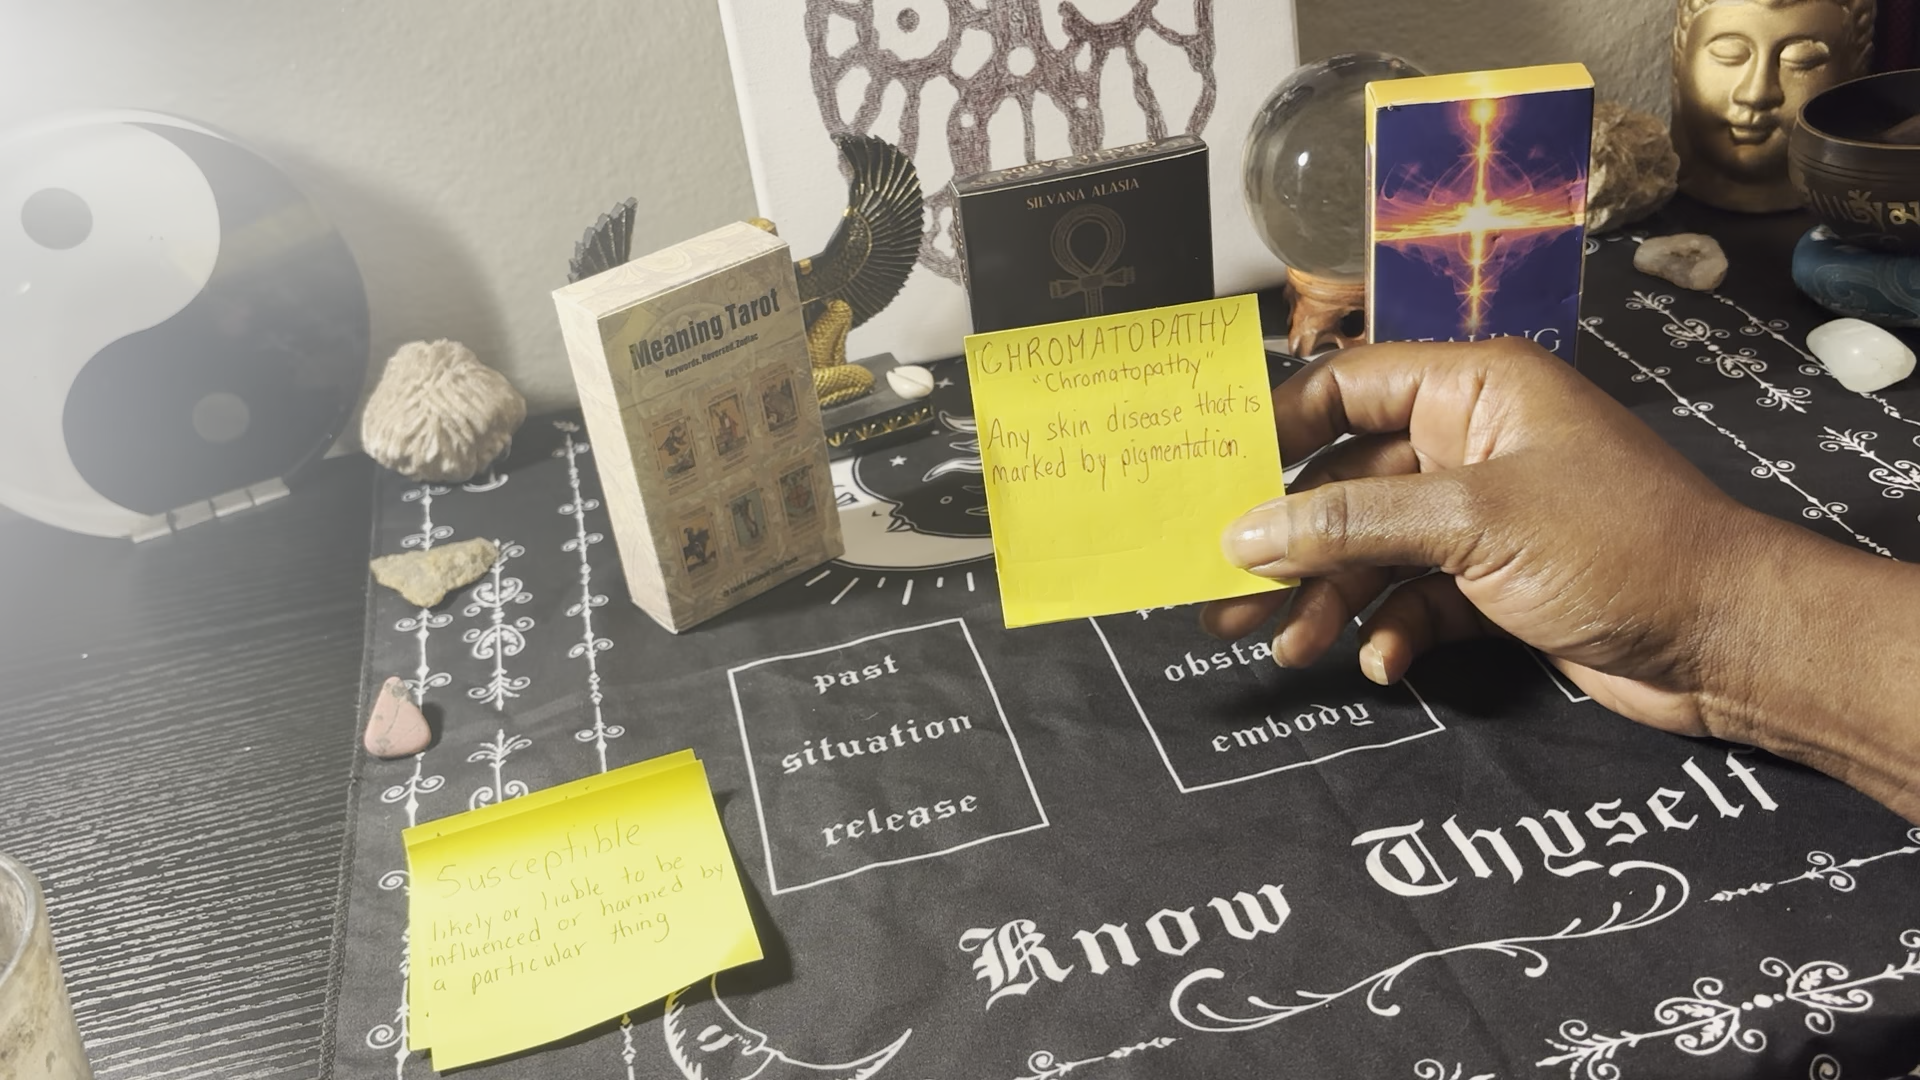 SILVANA ALASIA
Meaning Tarot
Keywords, Reversed, Zodiac
HEALING
CHROMATOPATHY
"Chromatopathy"
Any skin disease that is
marked by pigmentation.
past
situation
release
obsta
embody
Know Thyself
Susceptible
likely or liable to be
influenced or harmed by
a particular thing